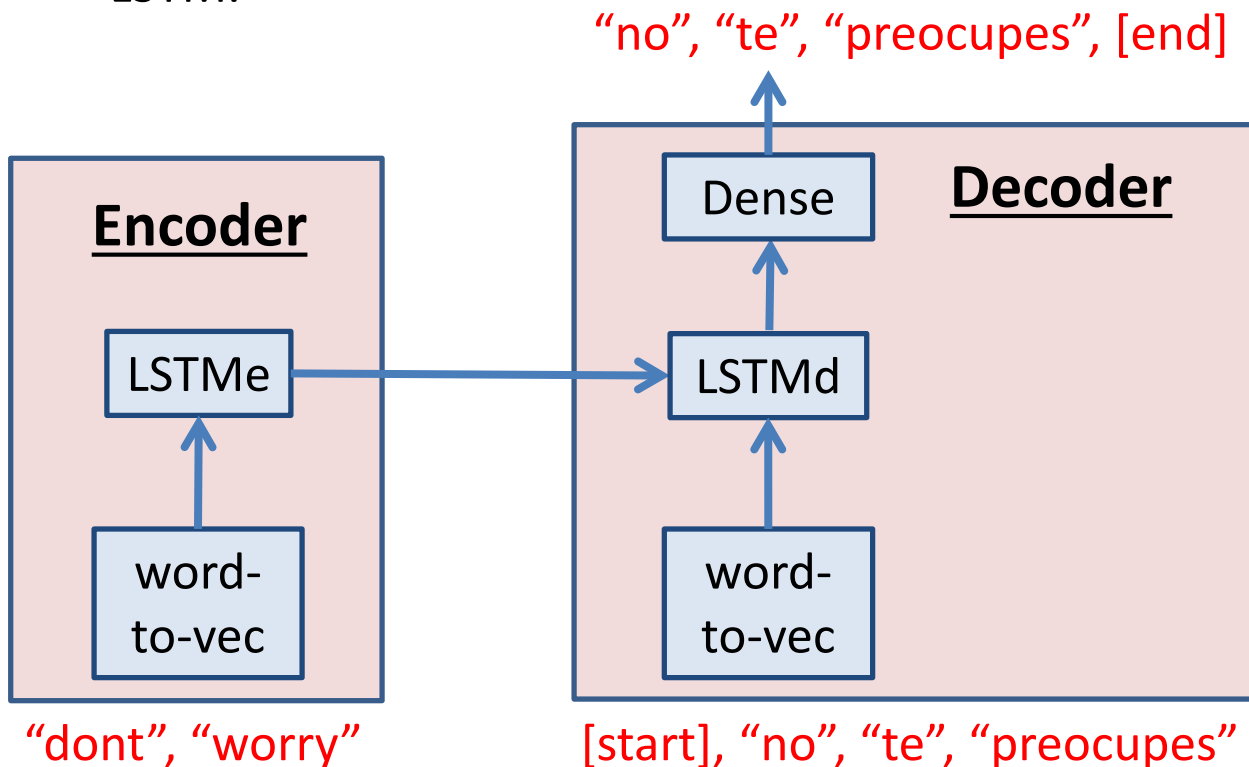 LSTM.
“no”, “te”, “preocupes”, [end]
Encoder
LSTMe
word-
to-vec
“dont”, “worry”
Decoder
Dense
LSTMd
word-
to-vec
[start], “no”, “te”, “preocupes”